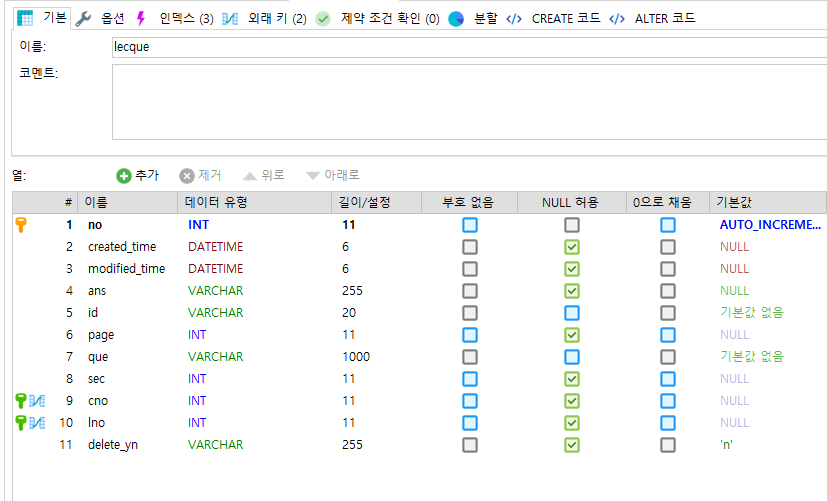 기본 옵션 인덱스 (3) 외래 키 (2) 제약 조건 확인 (0) 분할 CREATE 코드 ALTER 코드
이름: lecque
코멘트:
열: 추가 제거 위로 아래로
# 이름 데이터 유형 길이/설정 부호 없음 NULL 허용 0으로 채움 기본값
1 no INT 11 AUTO_INCREME...
2 created_time DATETIME 6 NULL
3 modified_time DATETIME 6 NULL
4 ans VARCHAR 255 NULL
5 id VARCHAR 20 기본값 없음
6 page INT 11 NULL
7 que VARCHAR 1000 기본값 없음
8 sec INT 11 NULL
9 cno INT 11 NULL
10 lno INT 11 NULL
11 delete_yn VARCHAR 255 'n'